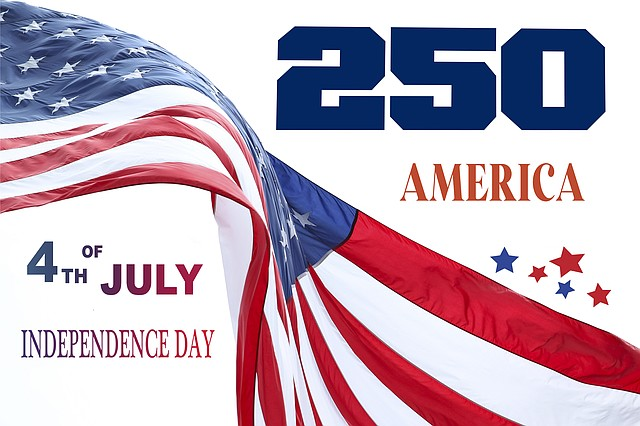 250
AMERICA
4TH OF JULY
INDEPENDENCE DAY